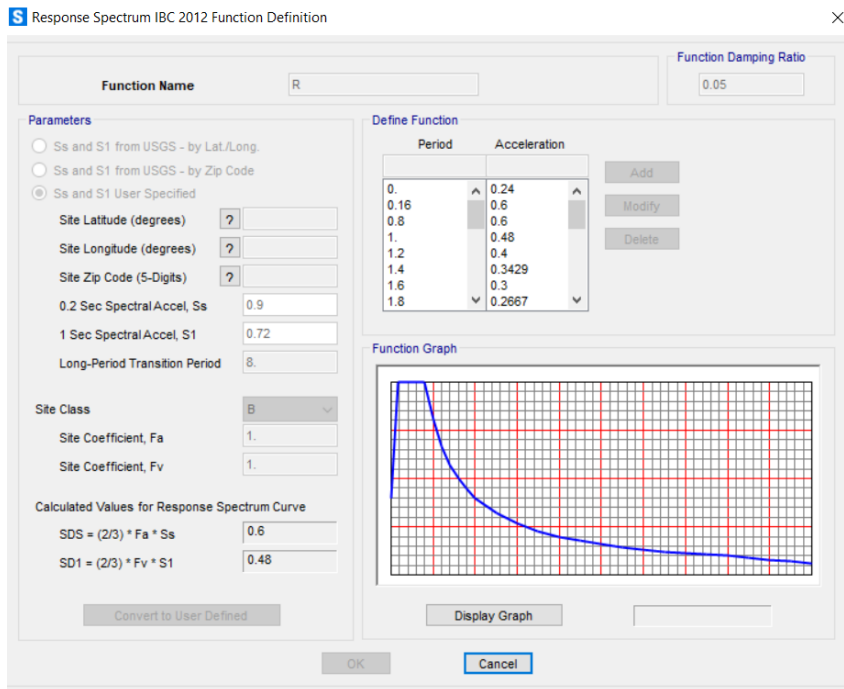 S Response Spectrum IBC 2012 Function Definition
Function Name
R
Function Damping Ratio
0.05
Parameters
Ss and S1 from USGS - by Lat./Long.
Ss and S1 from USGS - by Zip Code
Ss and S1 User Specified
Site Latitude (degrees) ?
Site Longitude (degrees) ?
Site Zip Code (5-Digits) ?
0.2 Sec Spectral Accel, Ss 0.9
1 Sec Spectral Accel, S1 0.72
Long-Period Transition Period 8.
Site Class B
Site Coefficient, Fa 1.
Site Coefficient, Fv 1.
Calculated Values for Response Spectrum Curve
SDS = (2/3) * Fa * Ss 0.6
SD1 = (2/3) * Fv * S1 0.48
Convert to User Defined
Define Function
Period Acceleration
0. 0.24
0.16 0.6
0.8 0.6
1. 0.48
1.2 0.4
1.4 0.3429
1.6 0.3
1.8 0.2667
Add
Modify
Delete
Function Graph
Display Graph
OK
Cancel